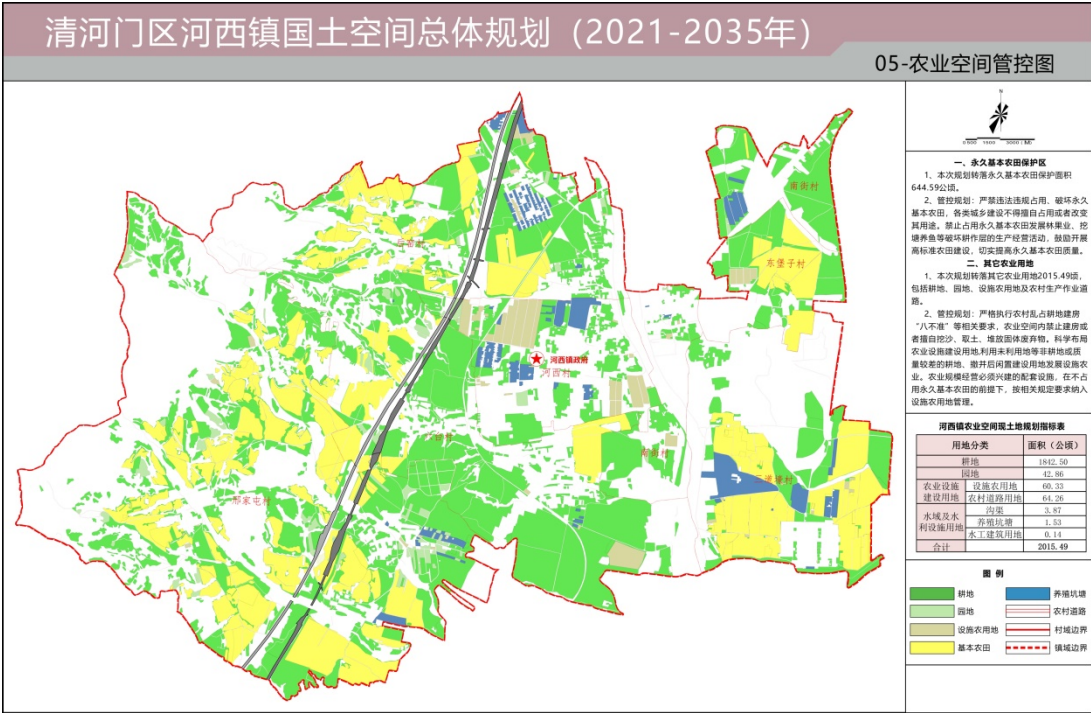 清河门区河西镇国土空间总体规划（2021-2035年）
05-农业空间管控图
N
一、永久基本农田保护区
1、本次规划转落永久基本农田保护面积
644.59公顷。
2、管控规划：严禁违法违规占用、破坏永久
基本农田，各类城乡建设不得擅自占用或者改变
其用途。禁止占用永久基本农田发展林果业、挖
塘养鱼等破坏耕作层的生产经营活动，鼓励开展
高标准农田建设，切实提高永久基本农田质量。
二、其它农业用地
1、本次规划转落其它农业用地2015.49顷，
包括耕地、园地、设施农用地及农村生产作业道
路。
2、管控规划：严格执行农村乱占耕地建房
“八不准”等相关要求，农业空间内禁止建房或
者擅自挖沙、取土、堆放固体废弃物。科学布局
农业设施建设用地,利用未利用地等非耕地或质
量较差的耕地、撤并后闲置建设用地发展设施农
业。农业规模经营必须兴建的配套设施，在不占
用永久基本农田的前提下，按相关规定要求纳入
设施农用地管理。
河西镇农业空间现土地规划指标表
用地分类 面积（公顷）
耕地 1842.50
园地 42.86
农业设施建设用地 设施农用地 60.33
农村道路用地 64.26
水域及水利设施用地 沟渠 3.87
养殖坑塘 1.53
水工建筑用地 0.14
合计 2015.49
图 例
耕地 养殖坑塘
园地 农村道路
设施农用地 村域边界
基本农田 镇域边界
南街村
东堡子村
河西镇政府
河西村
邢家屯村